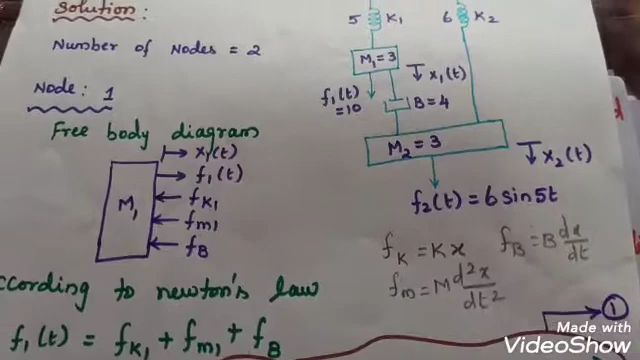 Solution:
Number of Nodes = 2
Node: 1
Free body diagram
x₁(t)
f₁(t)
fK₁
fm₁
fB
M₁
According to newton's law
f₁(t) = fK₁ + fm₁ + fB
5 K₁
6 K₂
M₁ = 3
x₁(t)
f₁(t) = 10
B = 4
M₂ = 3
x₂(t)
f₂(t) = 6 sin 5t
fK = Kx
fB = B dx/dt
fm = M d²x/dt²
①
Made with
VideoShow